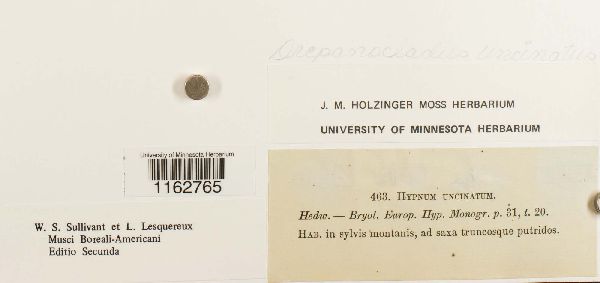 Drepanocladus uncinatus
J. M. HOLZINGER MOSS HERBARIUM
UNIVERSITY OF MINNESOTA HERBARIUM
University of Minnesota Herbarium
1162765
463. HYPNUM UNCINATUM.
Hedw. — Bryol. Europ. Hyp. Monogr. p. 31, t. 20.
HAB. in sylvis montanis, ad saxa truncosque putridos.
W. S. Sullivant et L. Lesquereux
Musci Boreali-Americani
Editio Secunda